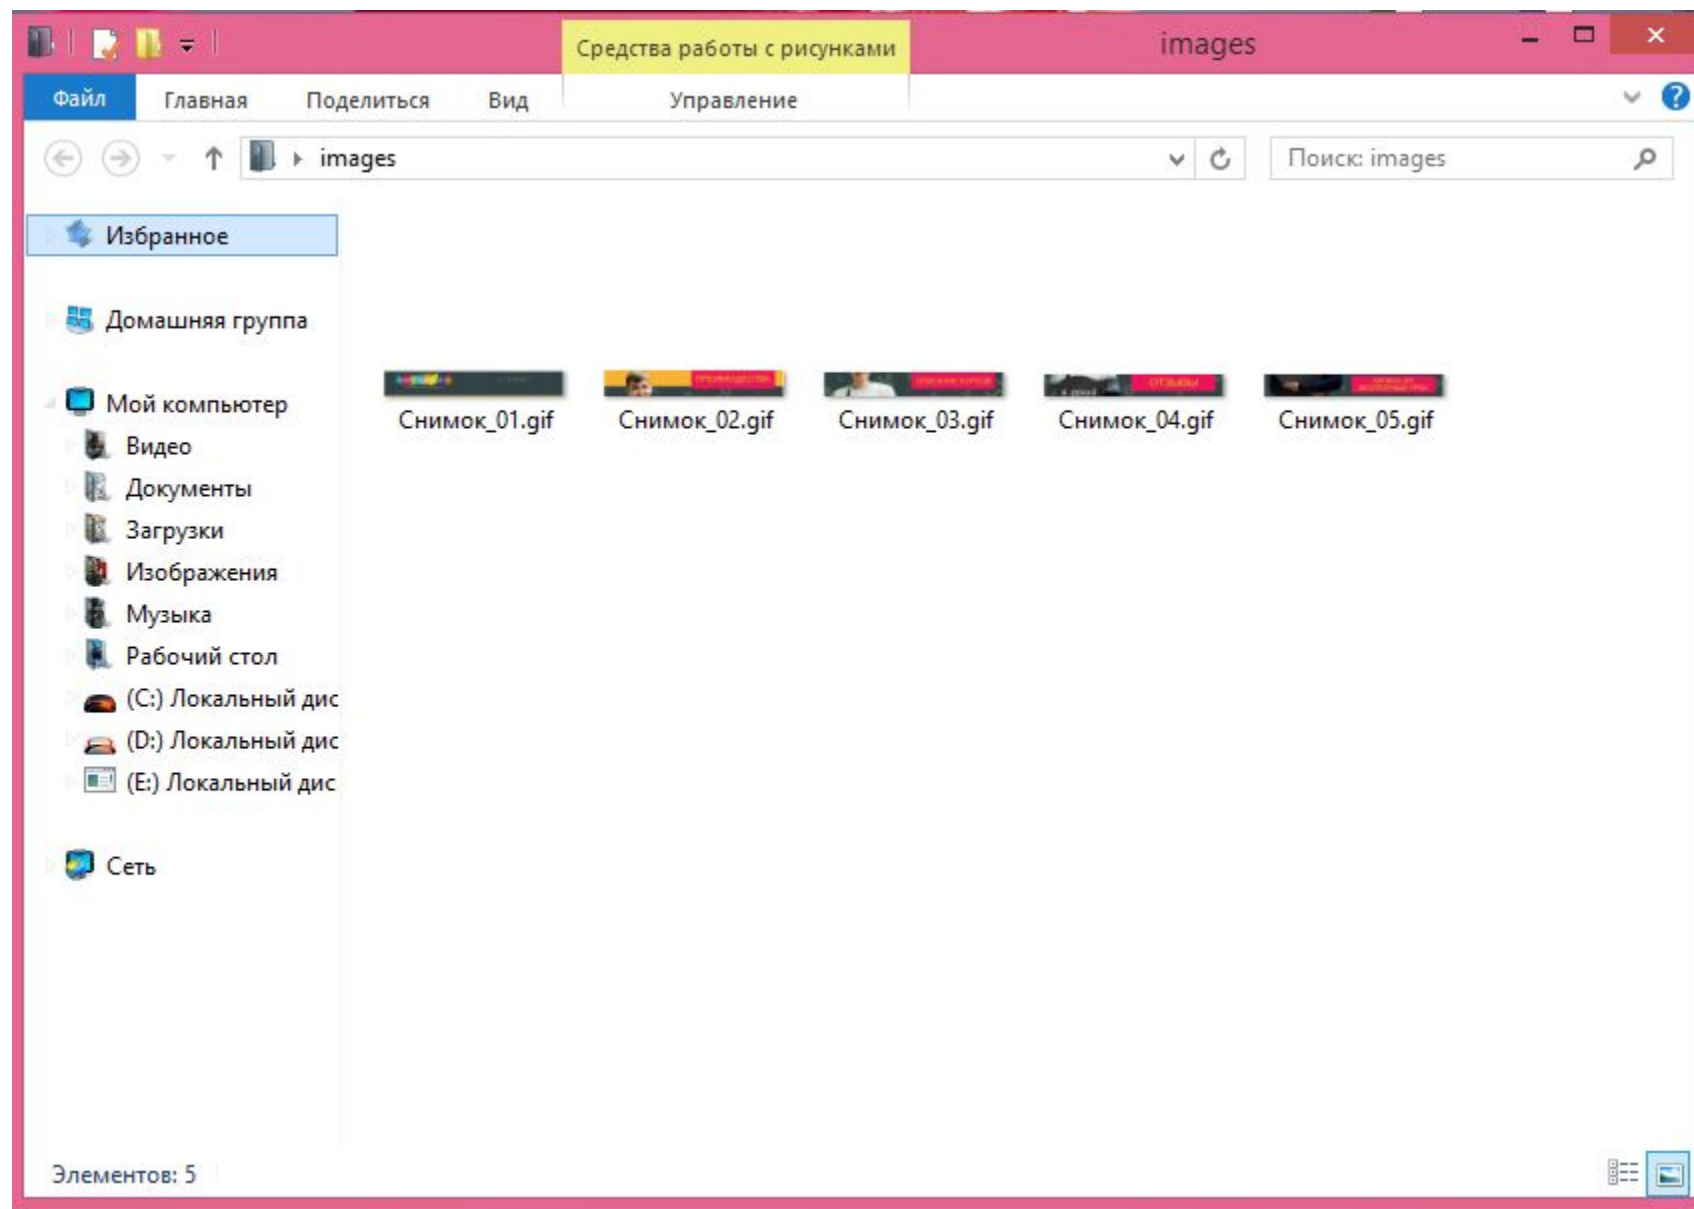 Средства работы с рисунками
images
Файл
Главная
Поделиться
Вид
Управление
images
Поиск: images
Избранное
Домашняя группа
Мой компьютер
Видео
Документы
Загрузки
Изображения
Музыка
Рабочий стол
(C:) Локальный дис
(D:) Локальный дис
(E:) Локальный дис
Сеть
ОТЗЫВЫ
Снимок_01.gif
Снимок_02.gif
Снимок_03.gif
Снимок_04.gif
Снимок_05.gif
Элементов: 5